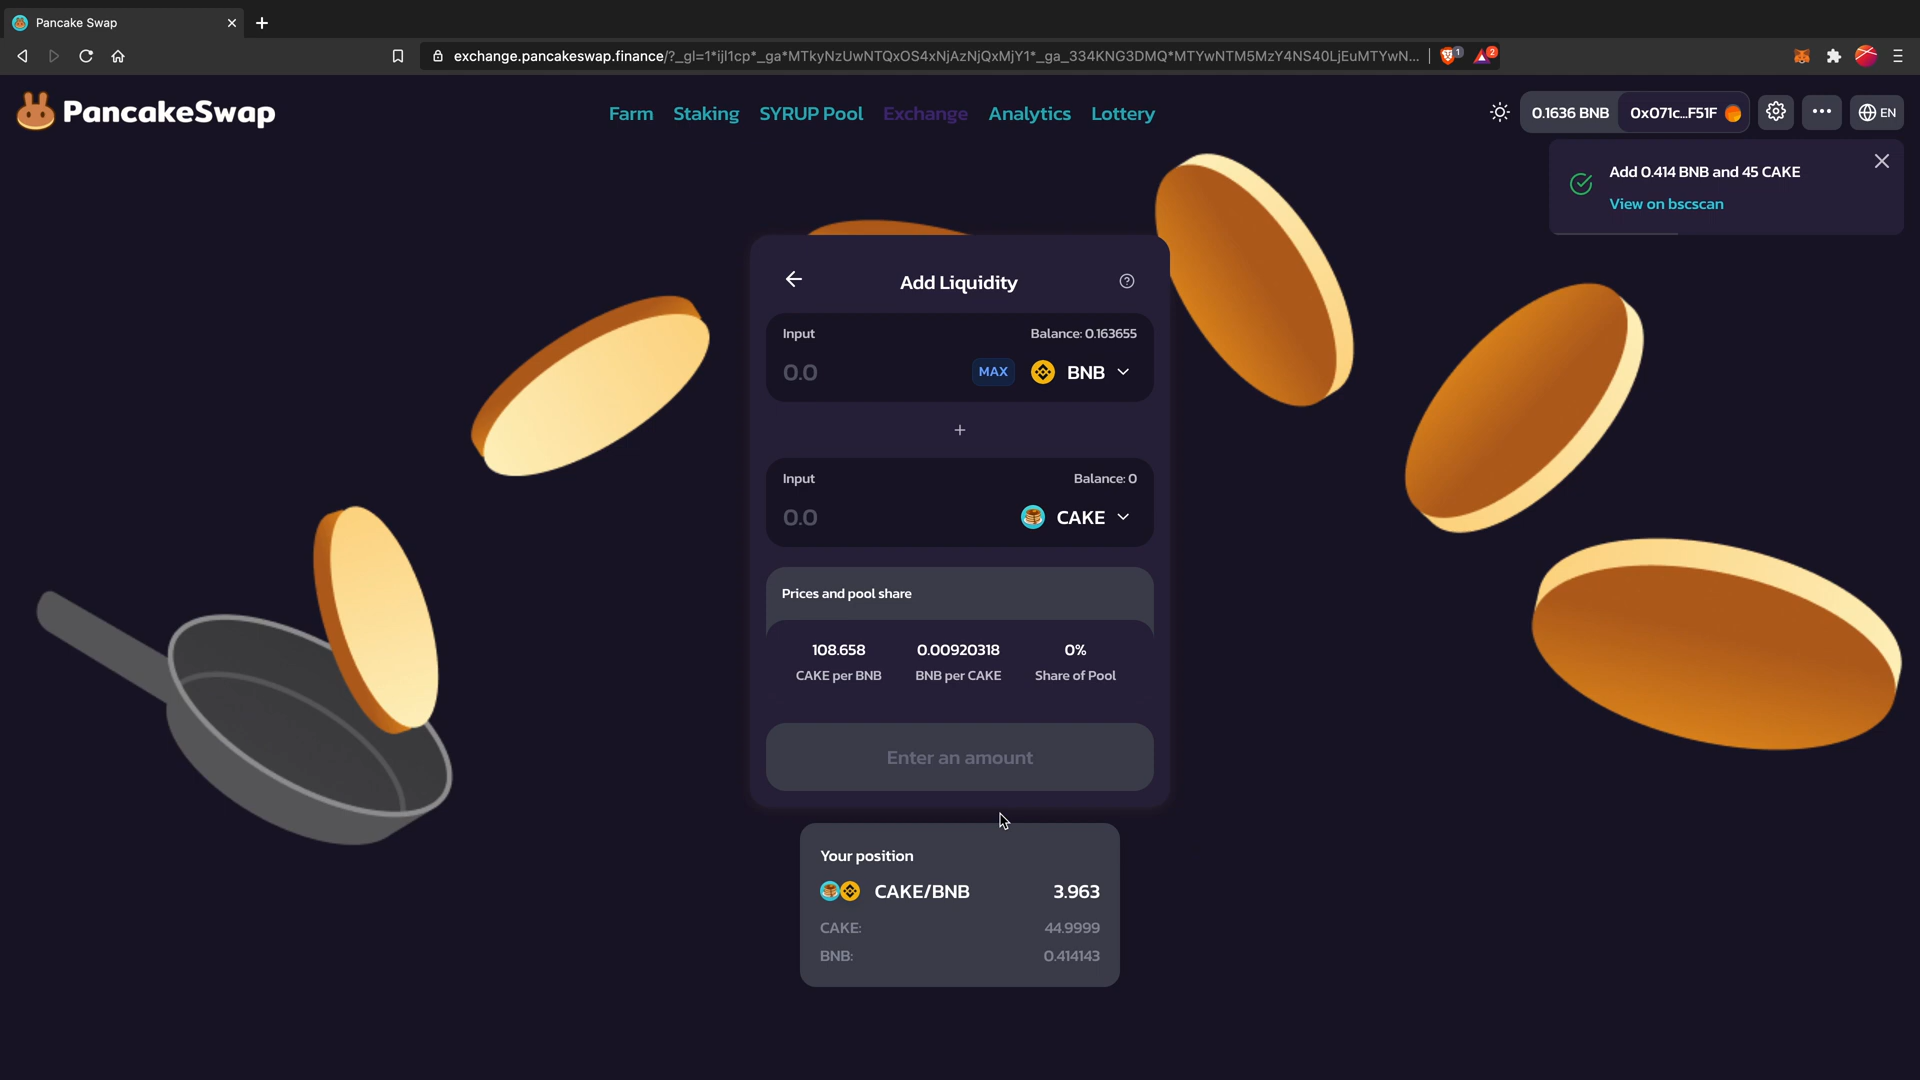 Pancake Swap
exchange.pancakeswap.finance/?_gl=1*ijl1cp*_ga*MTkyNzUwNTQxOS4xNjAzNjQxMjY1*_ga_334KNG3DMQ*MTYwNTM5MzY4NS40LjEuMTYwN...
1
2
PancakeSwap
Farm
Staking
SYRUP Pool
Exchange
Analytics
Lottery
0.1636 BNB
0x071c...F51F
EN
Add 0.414 BNB and 45 CAKE
View on bscscan
Add Liquidity
Input
Balance: 0.163655
0.0
MAX
BNB
+
Input
Balance: 0
0.0
CAKE
Prices and pool share
108.658
0.00920318
0%
CAKE per BNB
BNB per CAKE
Share of Pool
Enter an amount
Your position
CAKE/BNB
3.963
CAKE:
44.9999
BNB:
0.414143